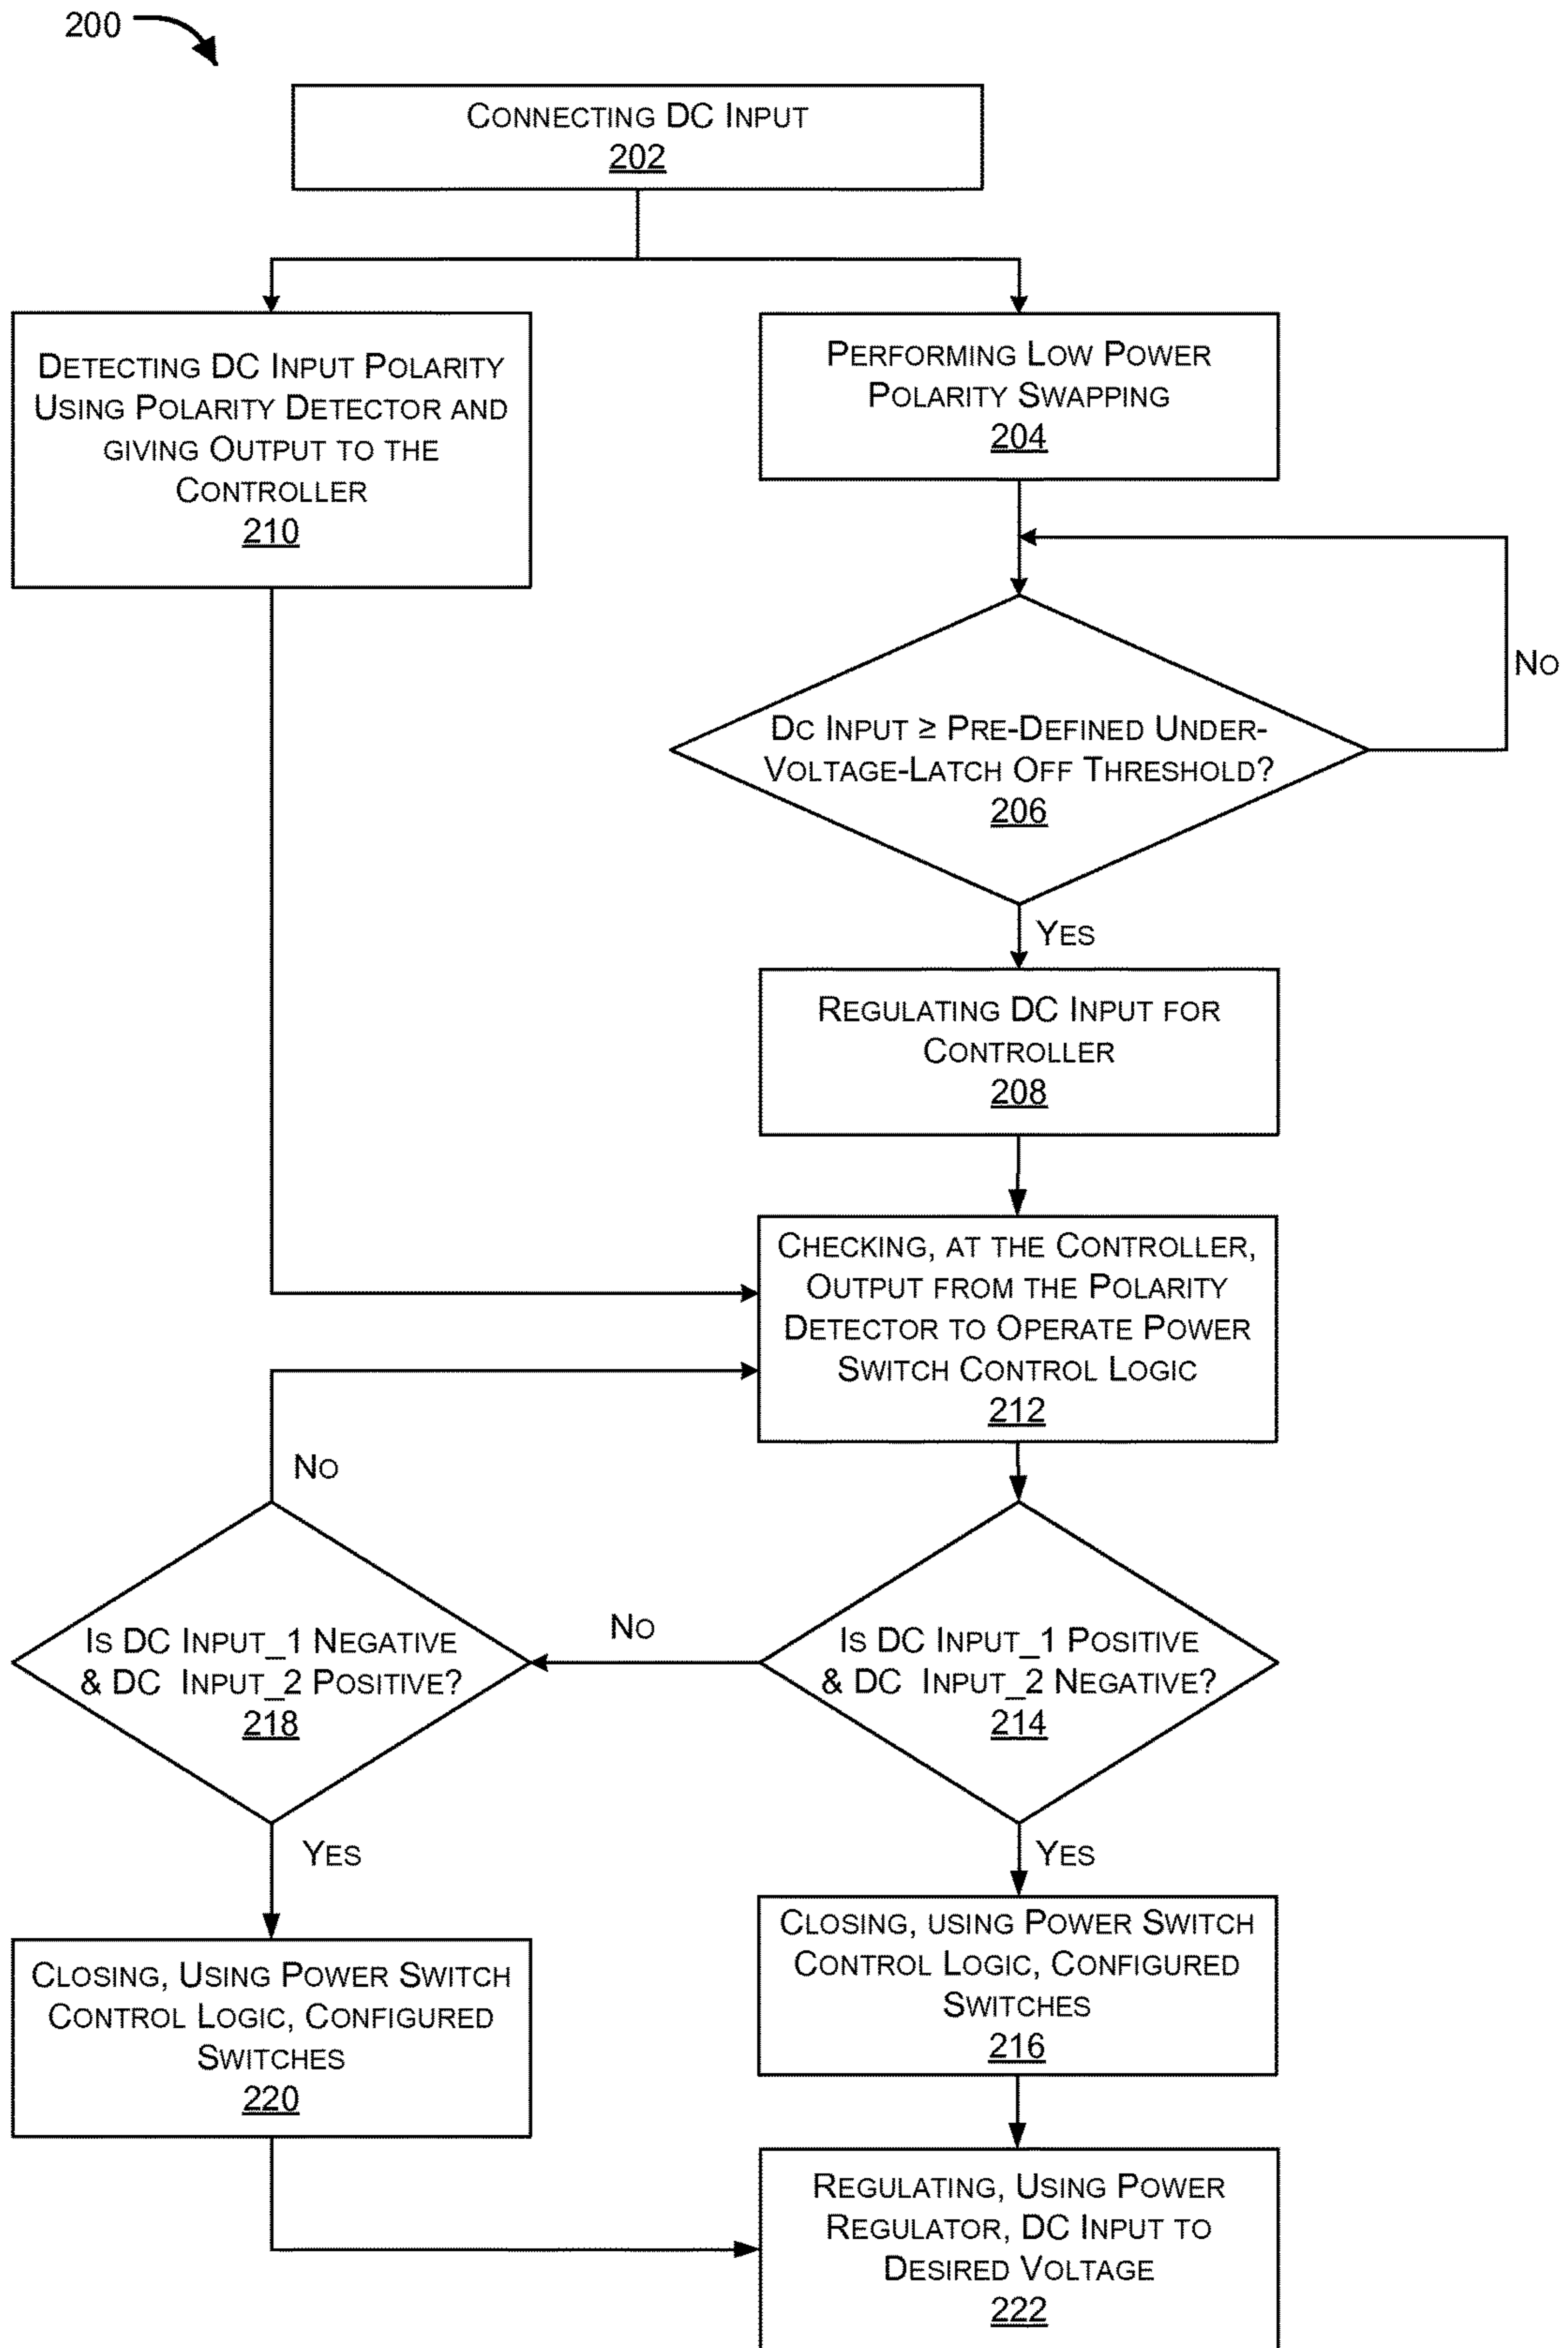 200
CONNECTING DC INPUT
202
DETECTING DC INPUT POLARITY
USING POLARITY DETECTOR AND
GIVING OUTPUT TO THE
CONTROLLER
210
PERFORMING LOW POWER
POLARITY SWAPPING
204
NO
DC INPUT ≥ PRE-DEFINED UNDER-
VOLTAGE-LATCH OFF THRESHOLD?
206
YES
REGULATING DC INPUT FOR
CONTROLLER
208
CHECKING, AT THE CONTROLLER,
OUTPUT FROM THE POLARITY
DETECTOR TO OPERATE POWER
SWITCH CONTROL LOGIC
212
NO
IS DC INPUT_1 NEGATIVE
& DC INPUT_2 POSITIVE?
218
NO
IS DC INPUT_1 POSITIVE
& DC INPUT_2 NEGATIVE?
214
YES
YES
CLOSING, USING POWER SWITCH
CONTROL LOGIC, CONFIGURED
SWITCHES
220
CLOSING, USING POWER SWITCH
CONTROL LOGIC, CONFIGURED
SWITCHES
216
REGULATING, USING POWER
REGULATOR, DC INPUT TO
DESIRED VOLTAGE
222